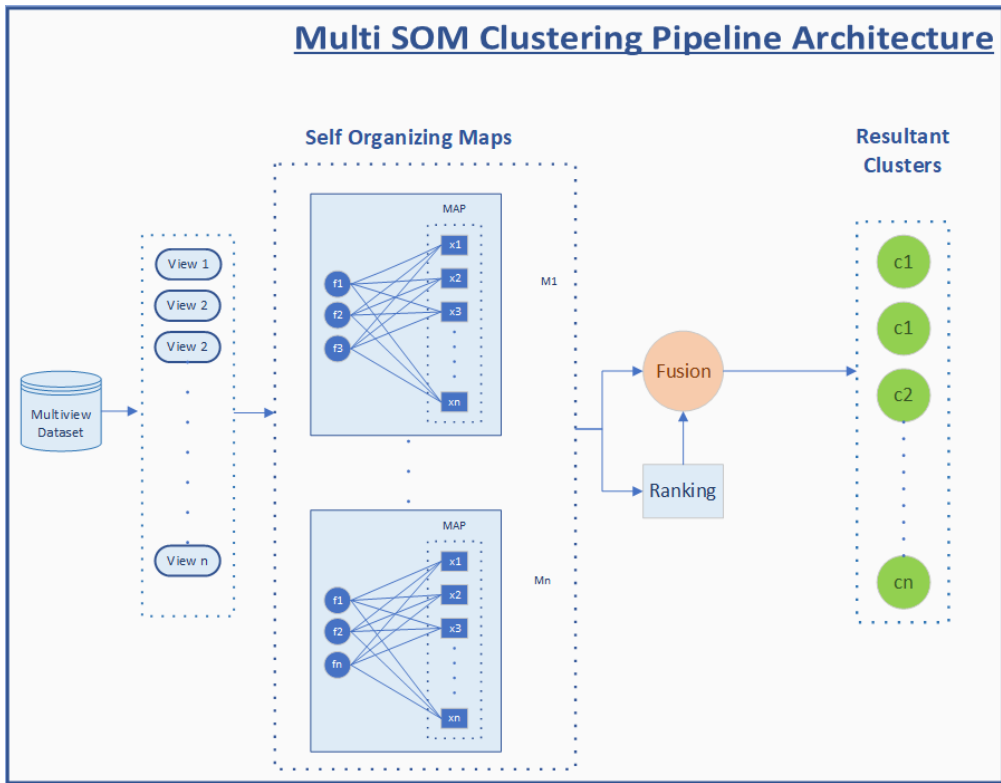 Multi SOM Clustering Pipeline Architecture
Self Organizing Maps
Resultant
Clusters
Multiview
Dataset
View 1
View 2
View 2
View n
MAP
f1
f2
f3
x1
x2
x3
xn
M1
MAP
f1
f2
fn
x1
x2
x3
xn
Mn
Fusion
Ranking
c1
c1
c2
cn